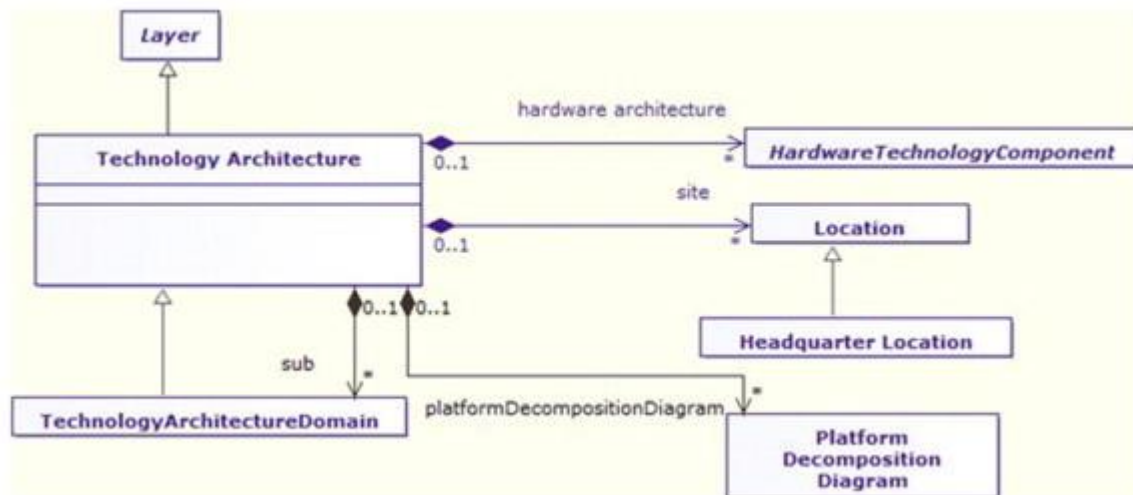 Layer
hardware architecture
Technology Architecture
0..1
*
HardwareTechnologyComponent
site
0..1
*
Location
0..1
0..1
Headquarter Location
sub
*
*
platformDecompositionDiagram
TechnologyArchitectureDomain
Platform
Decomposition
Diagram